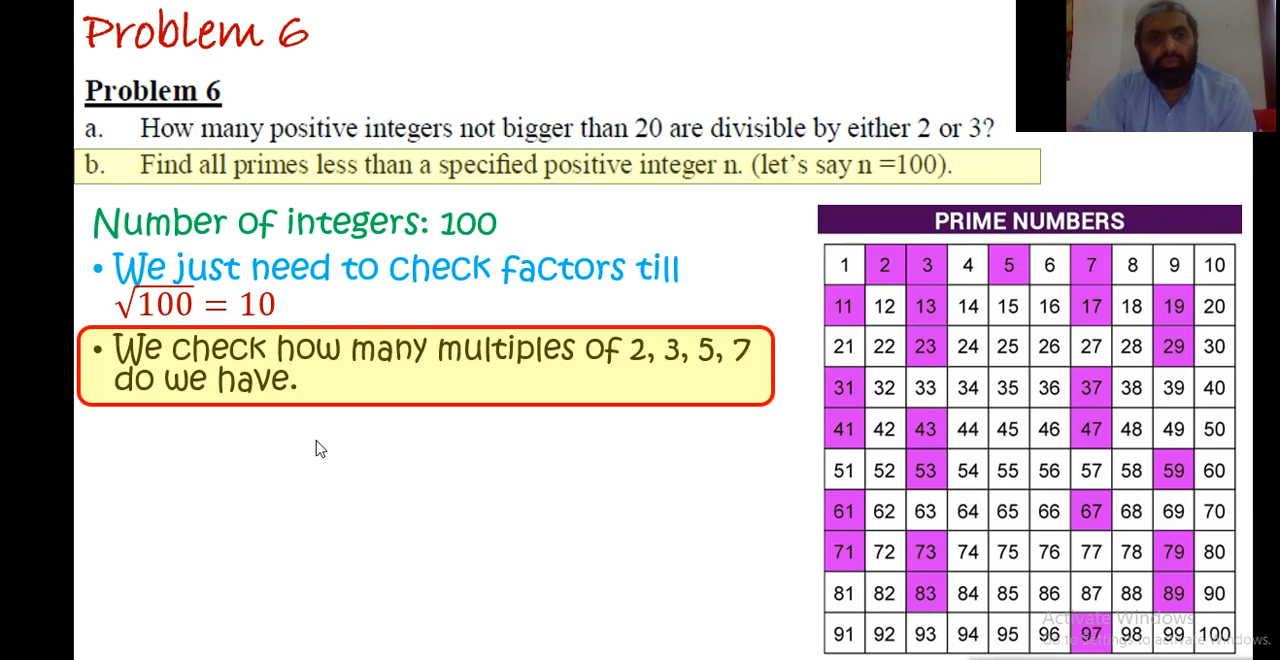 Problem 6
Problem 6
a. How many positive integers not bigger than 20 are divisible by either 2 or 3?
b. Find all primes less than a specified positive integer n. (let's say n =100).
Number of integers: 100
• We just need to check factors till
√100 = 10
• We check how many multiples of 2, 3, 5, 7
do we have.
PRIME NUMBERS
1 2 3 4 5 6 7 8 9 10
11 12 13 14 15 16 17 18 19 20
21 22 23 24 25 26 27 28 29 30
31 32 33 34 35 36 37 38 39 40
41 42 43 44 45 46 47 48 49 50
51 52 53 54 55 56 57 58 59 60
61 62 63 64 65 66 67 68 69 70
71 72 73 74 75 76 77 78 79 80
81 82 83 84 85 86 87 88 89 90
91 92 93 94 95 96 97 98 99 100
Activate Windows
Go to Settings to activate Windows.